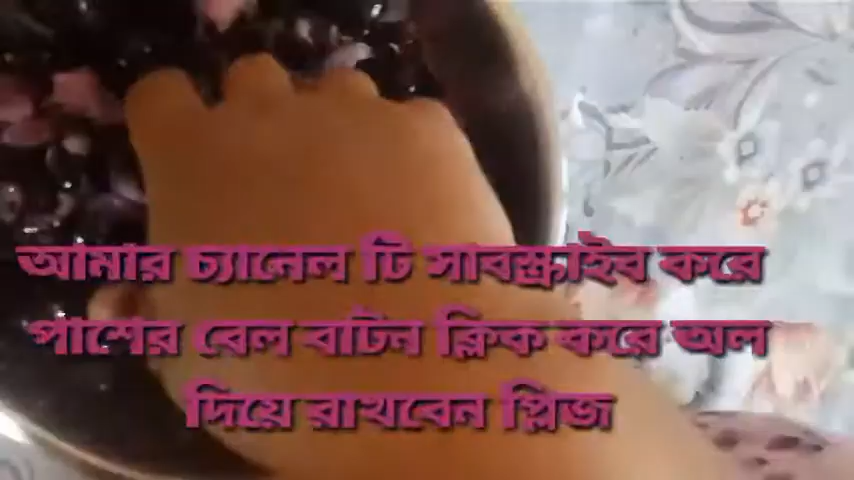 আমার চ্যানেল টি সাবস্ক্রাইব করে
পাশের বেল বাটন ক্লিক করে অল
দিয়ে রাখবেন প্লিজ